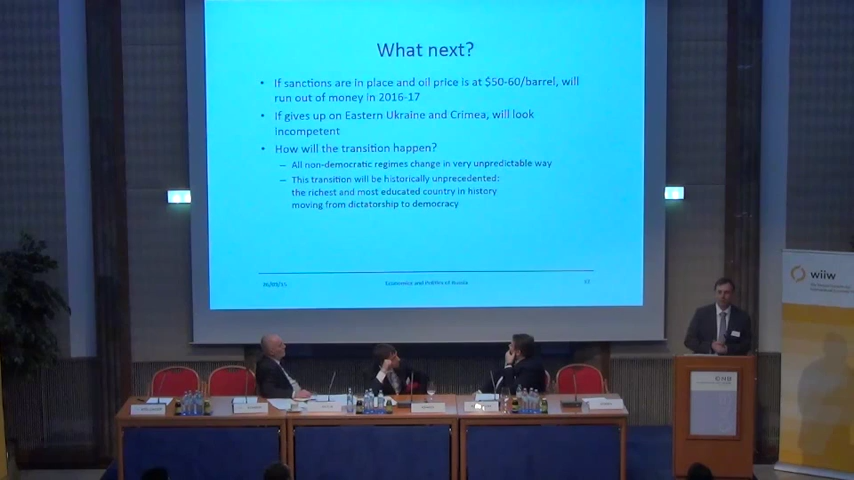 What next?
• If sanctions are in place and oil price is at $50-60/barrel, will
run out of money in 2016-17
• If gives up on Eastern Ukraine and Crimea, will look
incompetent
• How will the transition happen?
– All non-democratic regimes change in very unpredictable way
– This transition will be historically unprecedented:
the richest and most educated country in history
moving from dictatorship to democracy
Economics and Politics of Russia
wiiw